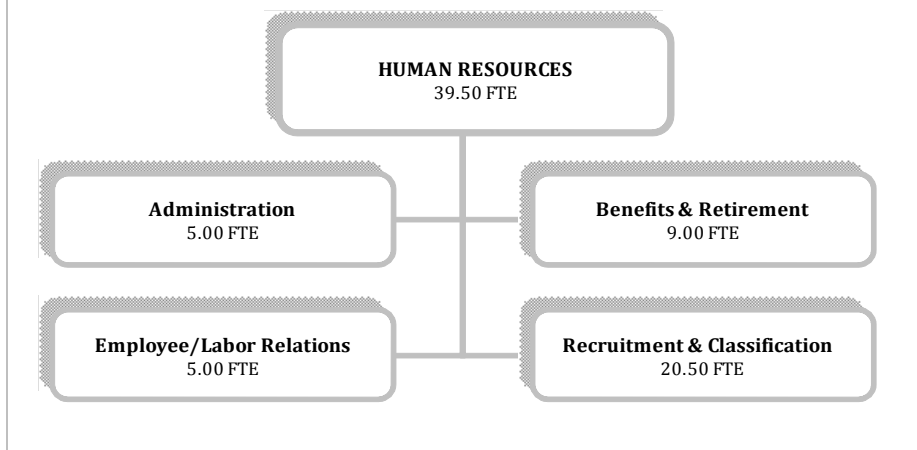 HUMAN RESOURCES
39.50 FTE
Administration
5.00 FTE
Benefits & Retirement
9.00 FTE
Employee/Labor Relations
5.00 FTE
Recruitment & Classification
20.50 FTE